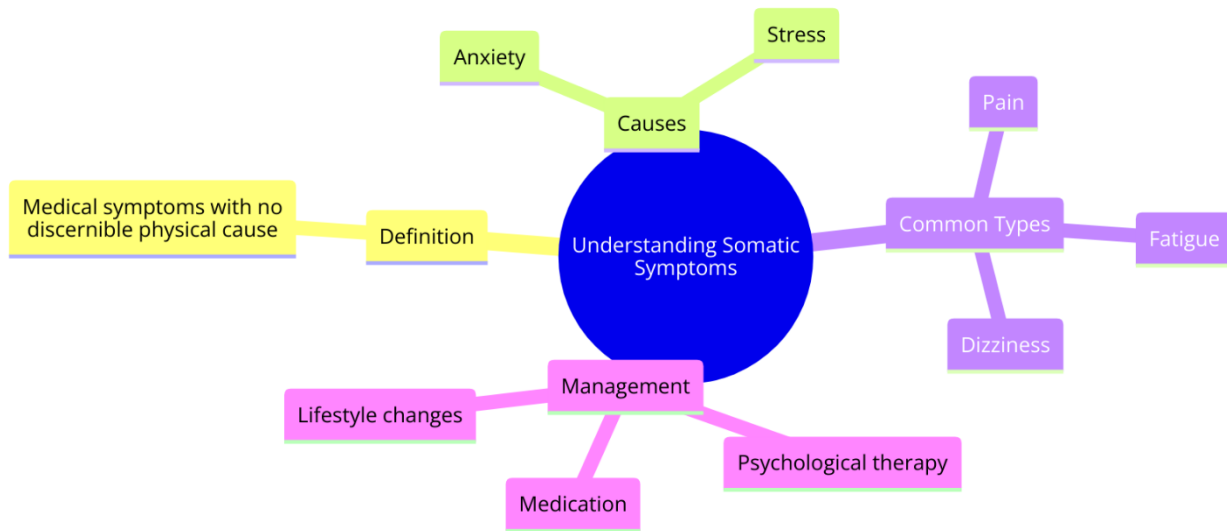 Understanding Somatic
Symptoms
Definition
Medical symptoms with no
discernible physical cause
Causes
Anxiety
Stress
Common Types
Pain
Fatigue
Dizziness
Management
Lifestyle changes
Medication
Psychological therapy